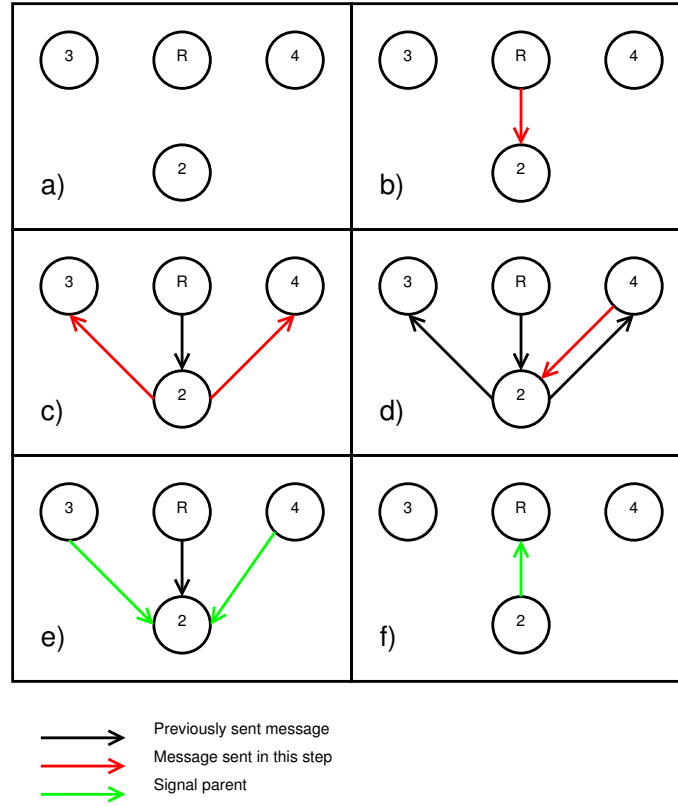 3 R 4
2
a)
3 R 4
2
b)
3 R 4
2
c)
3 R 4
2
d)
3 R 4
2
e)
3 R 4
2
f)
Previously sent message
Message sent in this step
Signal parent